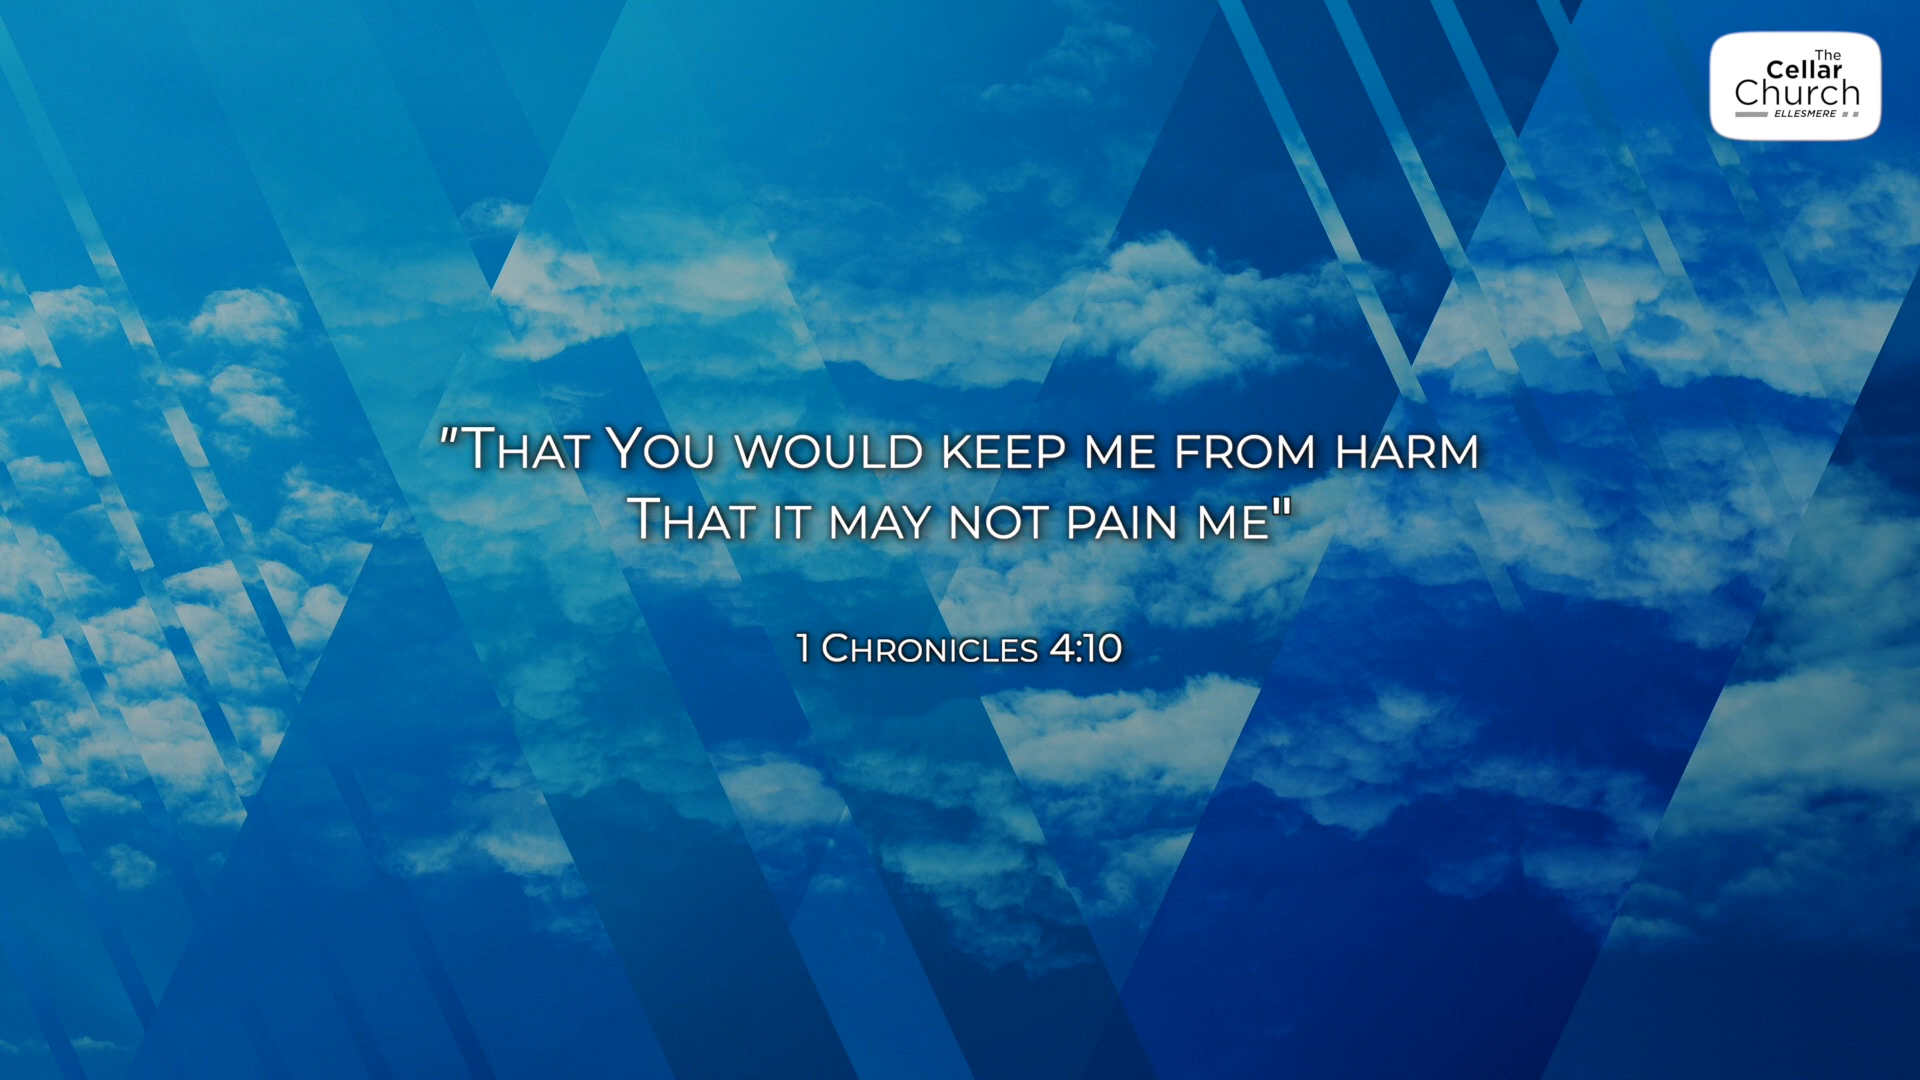 The
Cellar
Church
ELLESMERE
"That You would keep me from harm
That it may not pain me"
1 Chronicles 4:10